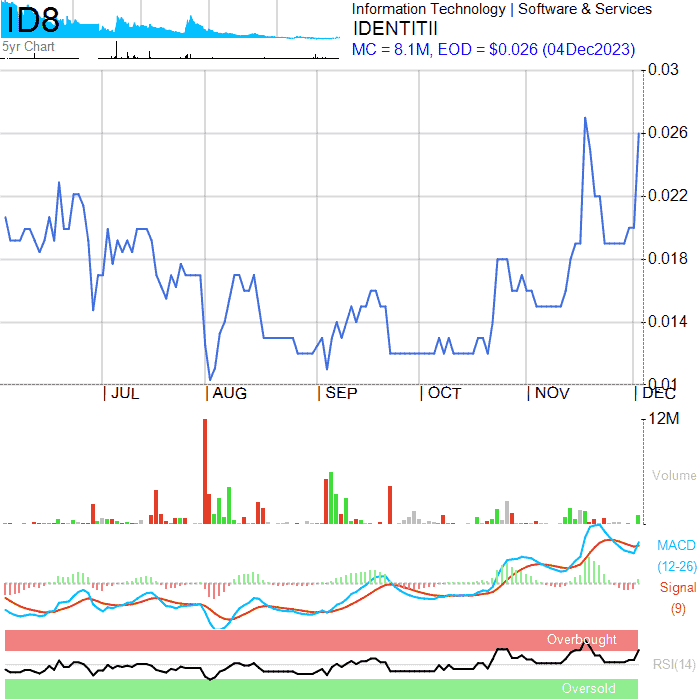 ID8
5yr Chart
Information Technology | Software & Services
IDENTITII
MC = 8.1M, EOD = $0.026 (04Dec2023)
0.03
0.026
0.022
0.018
0.014
0.01
JUL
AUG
SEP
OCT
NOV
DEC
12M
Volume
MACD
(12-26)
Signal
(9)
Overbought
RSI(14)
Oversold